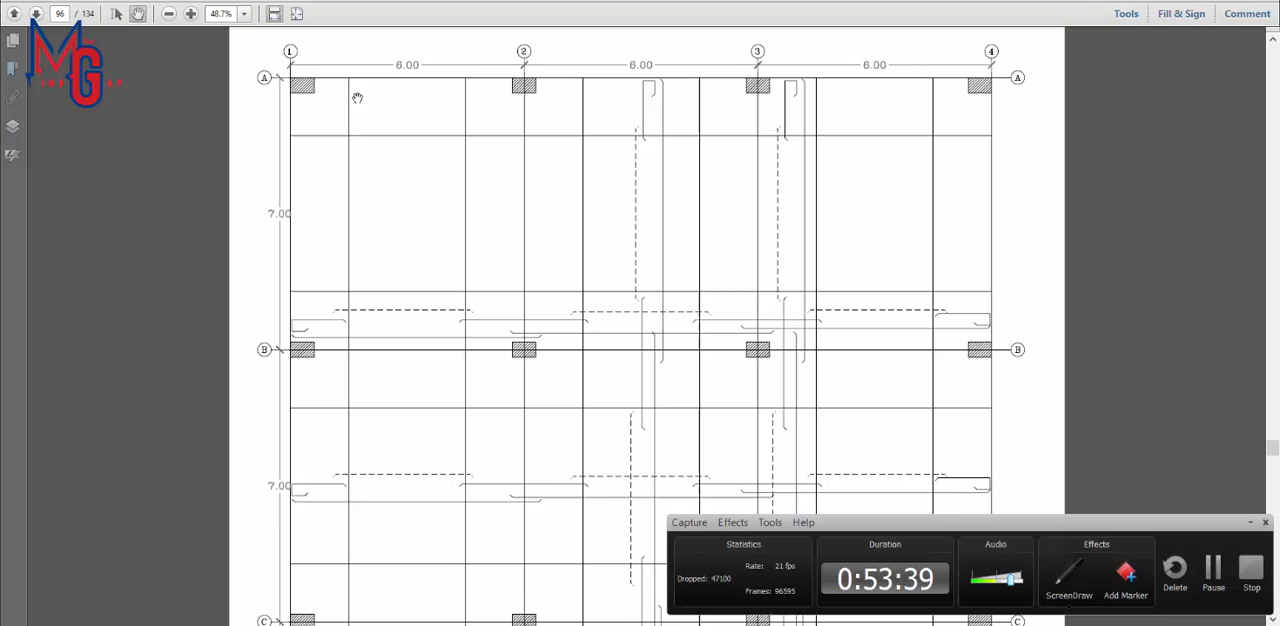 96 / 134
48.7%
Tools
Fill & Sign
Comment
MG
1 2 3 4
6.00 6.00 6.00
A A
7.00
B B
7.00
C
Capture Effects Tools Help
Statistics
Duration
Audio
Effects
Rate: 21 fps
Dropped: 47100
Frames: 96595
0:53:39
ScreenDraw
Add Marker
Delete
Pause
Stop